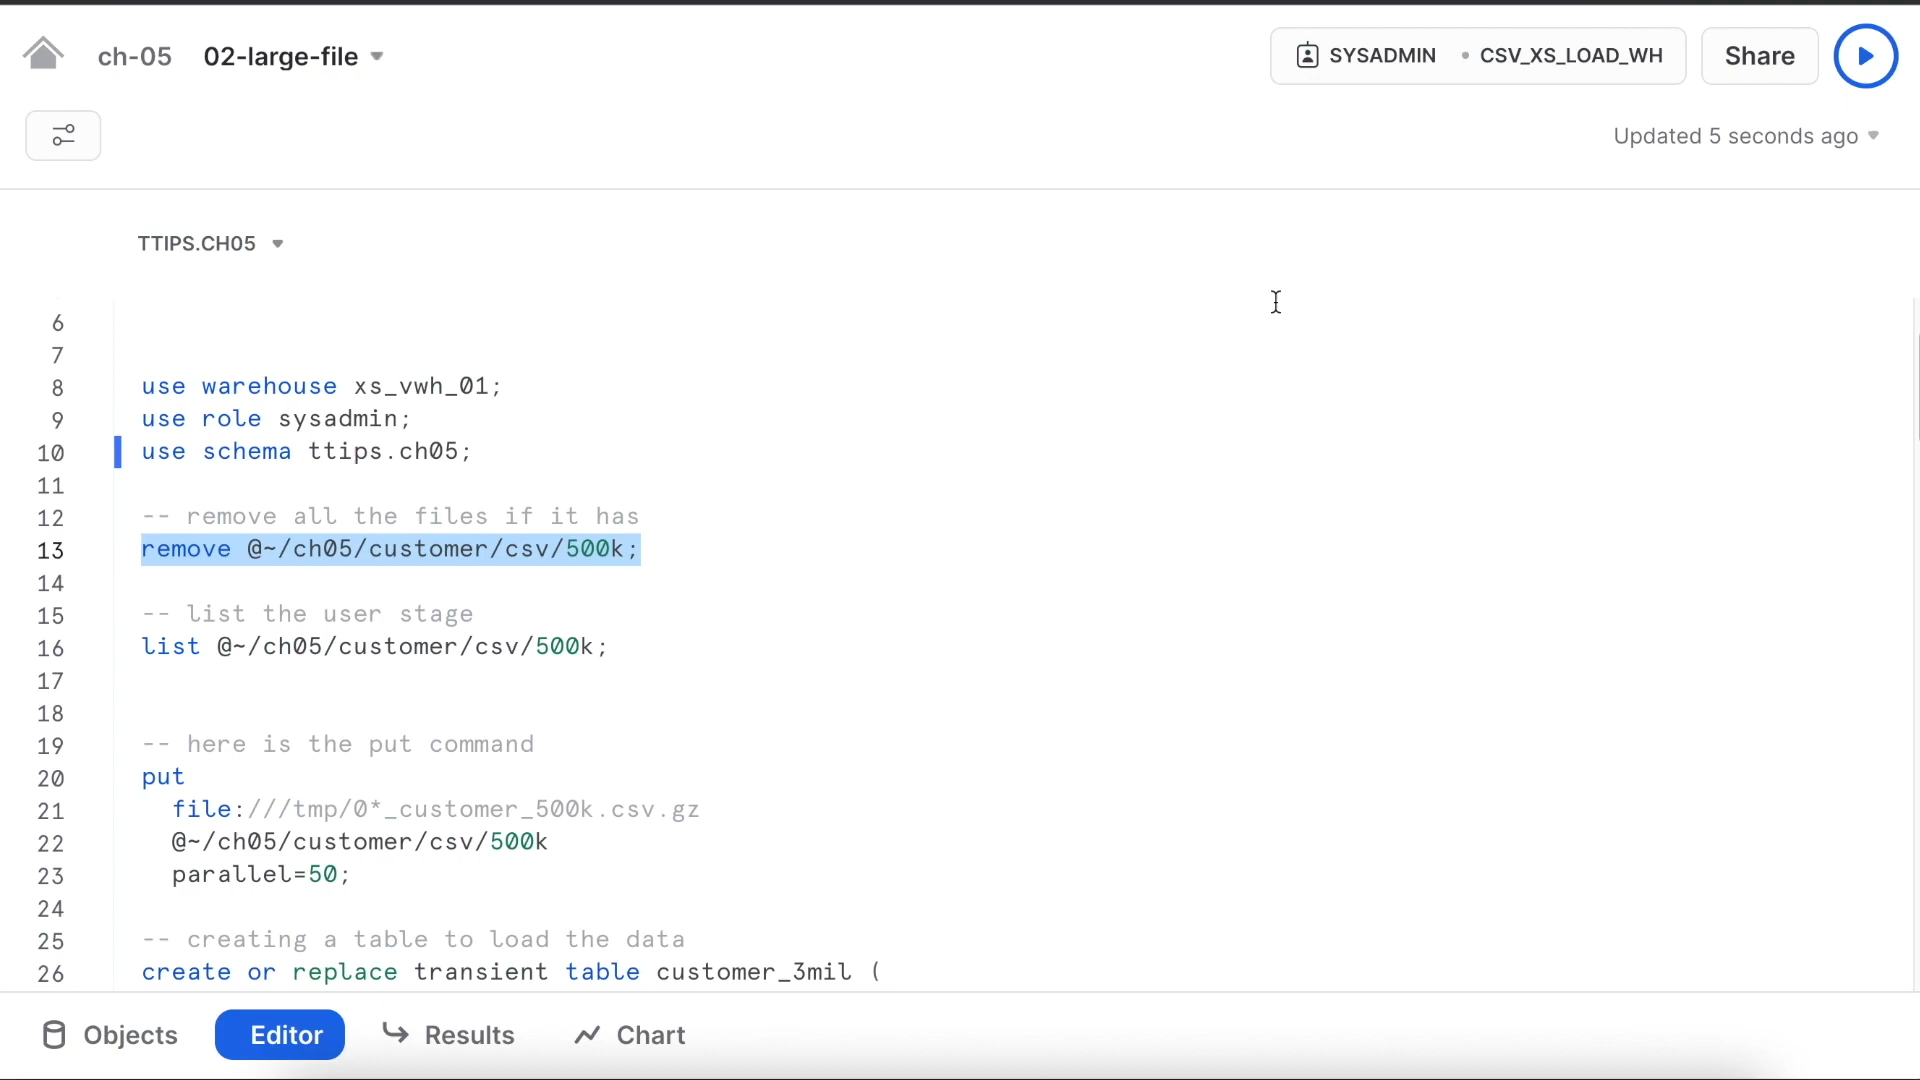 ch-05 02-large-file
SYSADMIN • CSV_XS_LOAD_WH
Share
Updated 5 seconds ago
TTIPS.CH05
6
7
8 use warehouse xs_vwh_01;
9 use role sysadmin;
10 use schema ttips.ch05;
11
12 -- remove all the files if it has
13 remove @~/ch05/customer/csv/500k;
14
15 -- list the user stage
16 list @~/ch05/customer/csv/500k;
17
18
19 -- here is the put command
20 put
21 file:///tmp/0*_customer_500k.csv.gz
22 @~/ch05/customer/csv/500k
23 parallel=50;
24
25 -- creating a table to load the data
26 create or replace transient table customer_3mil (
Objects Editor Results Chart